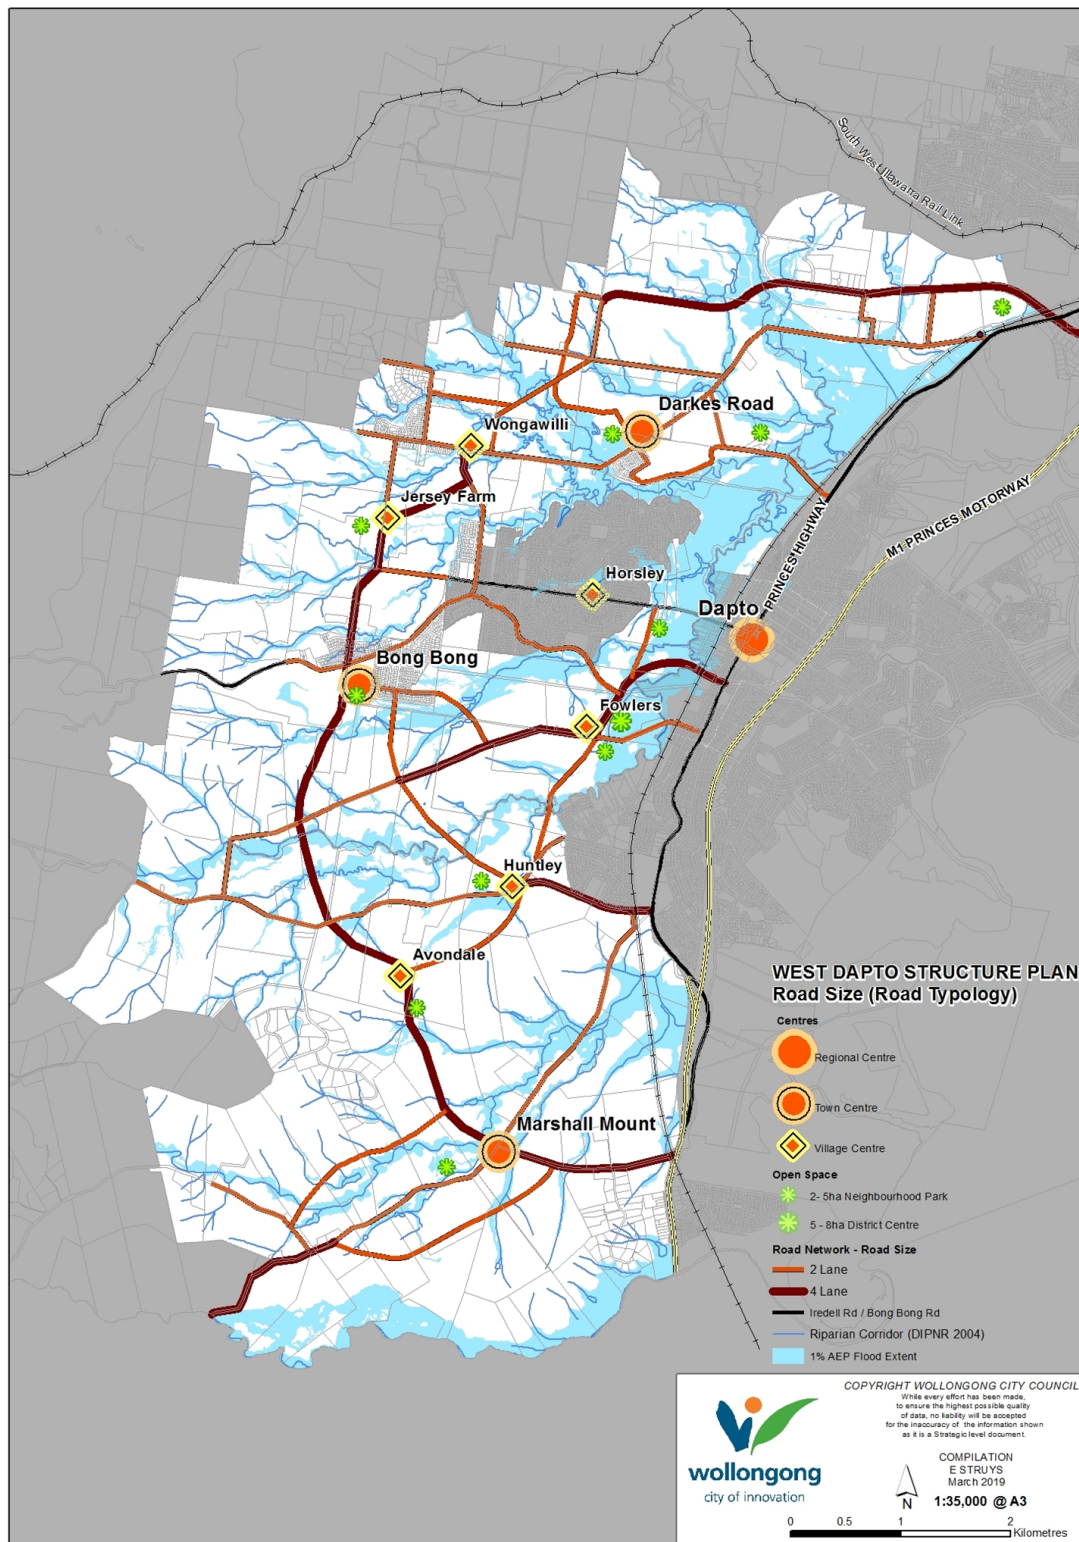 South West Illawarra Rail Link
Darkes Road
Wongawilli
Jersey Farm
M1 PRINCES MOTORWAY
PRINCES HIGHWAY
Horsley
Dapto
Bong Bong
Fowlers
Huntley
Avondale
Marshall Mount
WEST DAPTO STRUCTURE PLAN
Road Size (Road Typology)
Centres
Regional Centre
Town Centre
Village Centre
Open Space
2- 5ha Neighbourhood Park
5 - 8ha District Centre
Road Network - Road Size
2 Lane
4 Lane
Iredell Rd / Bong Bong Rd
Riparian Corridor (DIPNR 2004)
1% AEP Flood Extent
COPYRIGHT WOLLONGONG CITY COUNCIL
While every effort has been made,
to ensure the highest possible quality
of data, no liability will be accepted
for the inaccuracy of the information shown
as it is a Strategic level document.
wollongong
city of innovation
COMPILATION
E STRUYS
March 2019
N
1:35,000 @ A3
0 0.5 1 2
Kilometres